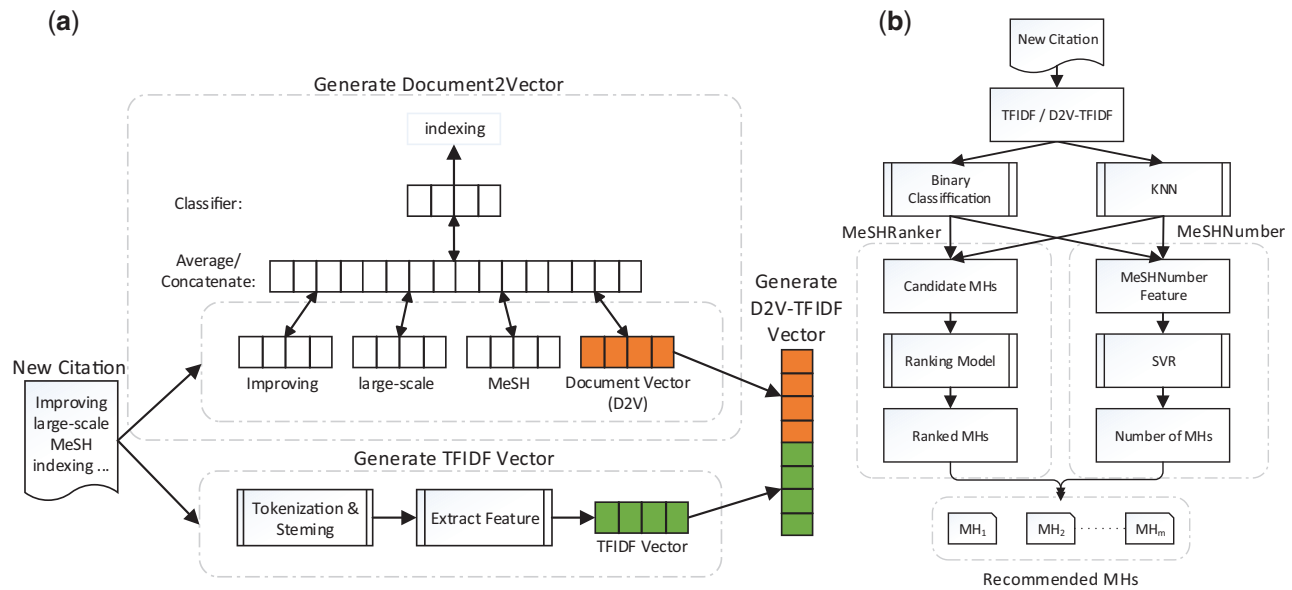 (a)
Generate Document2Vector
indexing
Classifier:
Average/
Concatenate:
Improving
large-scale
MeSH
Document Vector
(D2V)
New Citation
Improving
large-scale
MeSH
indexing ...
Generate TFIDF Vector
Tokenization &
Steming
Extract Feature
TFIDF Vector
Generate
D2V-TFIDF
Vector
(b)
New Citation
TFIDF / D2V-TFIDF
Binary
Classiffication
KNN
MeSHRanker
MeSHNumber
Candidate MHs
MeSHNumber
Feature
Ranking Model
SVR
Ranked MHs
Number of MHs
MH1
MH2
MHm
Recommended MHs